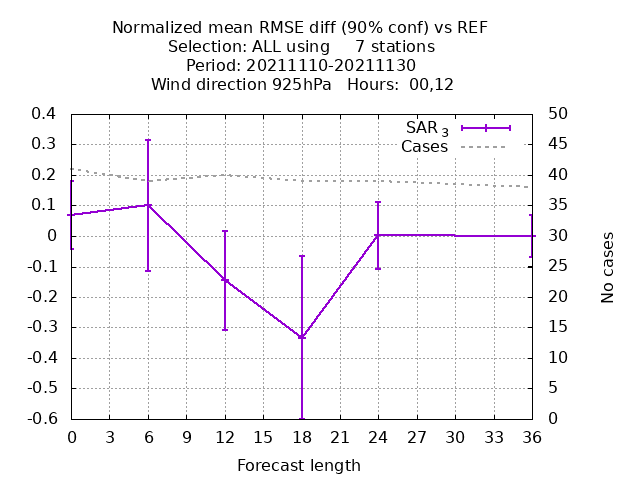 Normalized mean RMSE diff (90% conf) vs REF
Selection: ALL using     7 stations
Period: 20211110-20211130
Wind direction 925hPa   Hours:  00,12
SAR 3
Cases
0.4
0.3
0.2
0.1
0
-0.1
-0.2
-0.3
-0.4
-0.5
-0.6
50
45
40
35
30
25
20
15
10
5
0
No cases
0 3 6 9 12 15 18 21 24 27 30 33 36
Forecast length